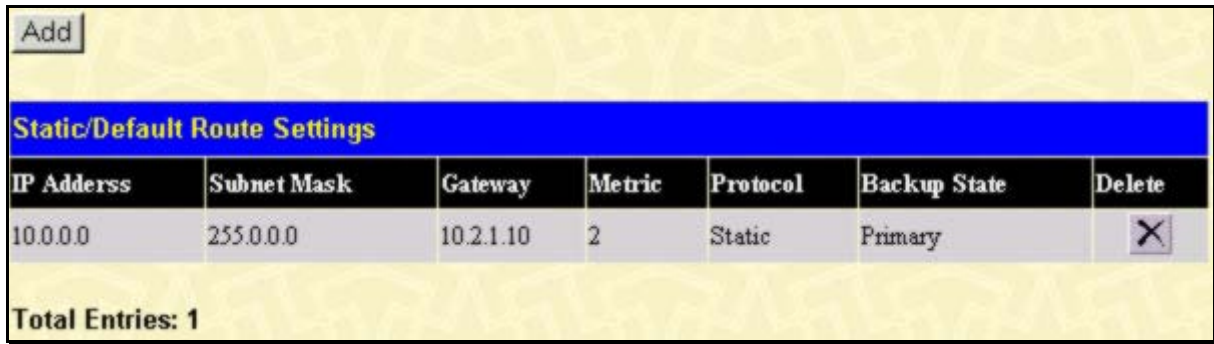 Add
Static/Default Route Settings
IP Adderss Subnet Mask Gateway Metric Protocol Backup State Delete
10.0.0.0 255.0.0.0 10.2.1.10 2 Static Primary
Total Entries: 1